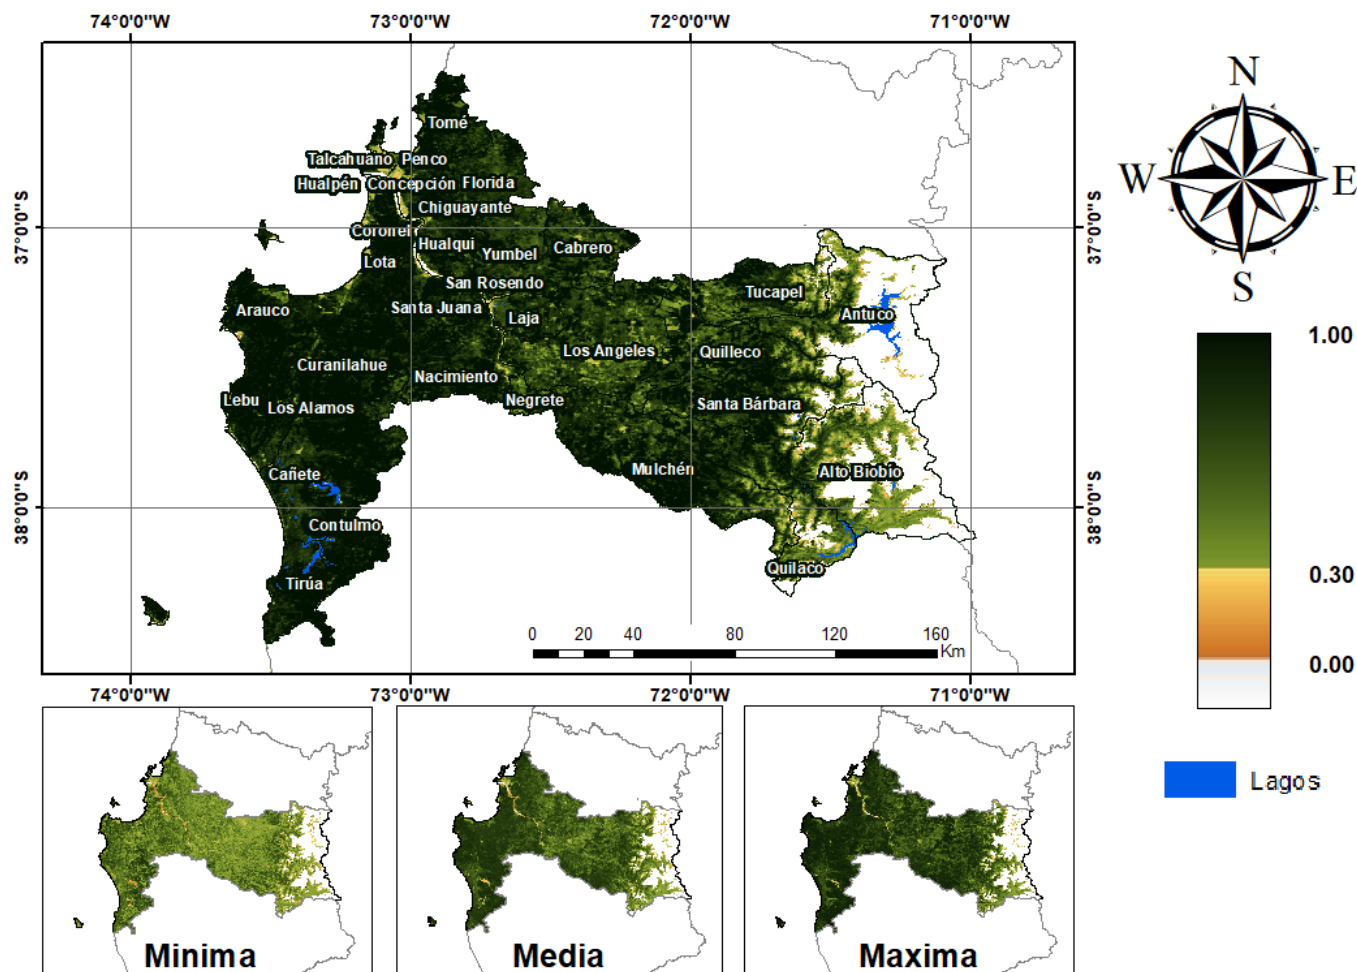 74°0'0"W 73°0'0"W 72°0'0"W 71°0'0"W
N
W E
S
37°0'0"S 37°0'0"S
38°0'0"S 38°0'0"S
Tomé
Talcahuano Penco
Hualpén Concepción Florida
Chiguayante
Coronel
Hualqui
Yumbel
Cabrero
Lota
San Rosendo
Tucapel
Arauco
Santa Juana
Laja
Antuco
Curanilahue
Los Angeles
Quilleco
Nacimiento
Lebu
Los Alamos
Negrete
Santa Bárbara
Cañete
Mulchén
Alto Biobío
Contulmo
Tirúa
Quilaco
0 20 40 80 120 160
Km
74°0'0"W 73°0'0"W 72°0'0"W 71°0'0"W
1.00
0.30
0.00
Lagos
Minima
Media
Maxima